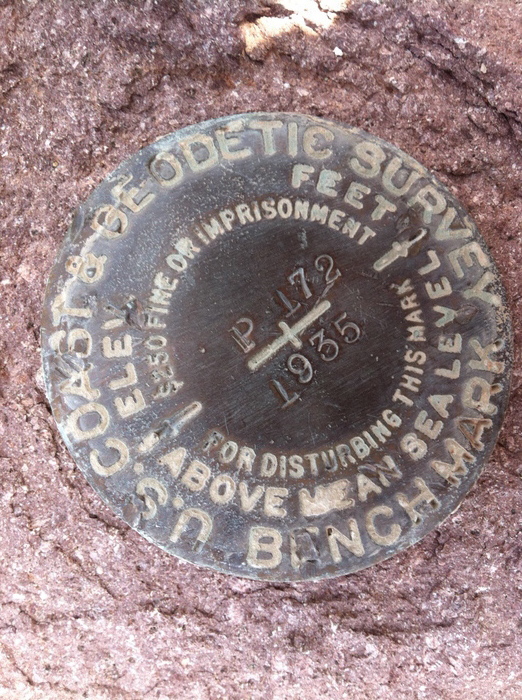 U.S. COAST & GEODETIC SURVEY
BENCH MARK
ELEV.
FEET
ABOVE MEAN SEA LEVEL
$250 FINE OR IMPRISONMENT
FOR DISTURBING THIS MARK
P 172
1935